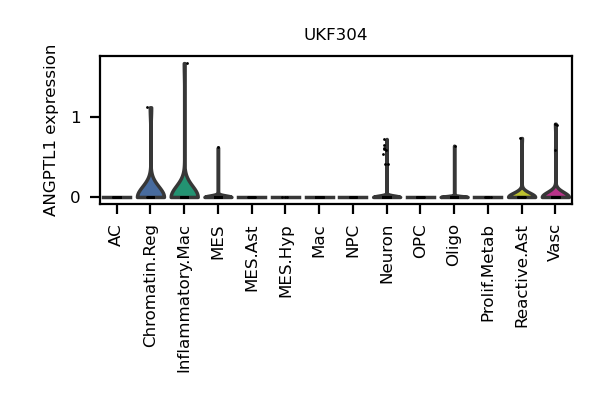 UKF304
ANGPTL1 expression
1
0
AC
Chromatin.Reg
Inflammatory.Mac
MES
MES.Ast
MES.Hyp
Mac
NPC
Neuron
OPC
Oligo
Prolif.Metab
Reactive.Ast
Vasc